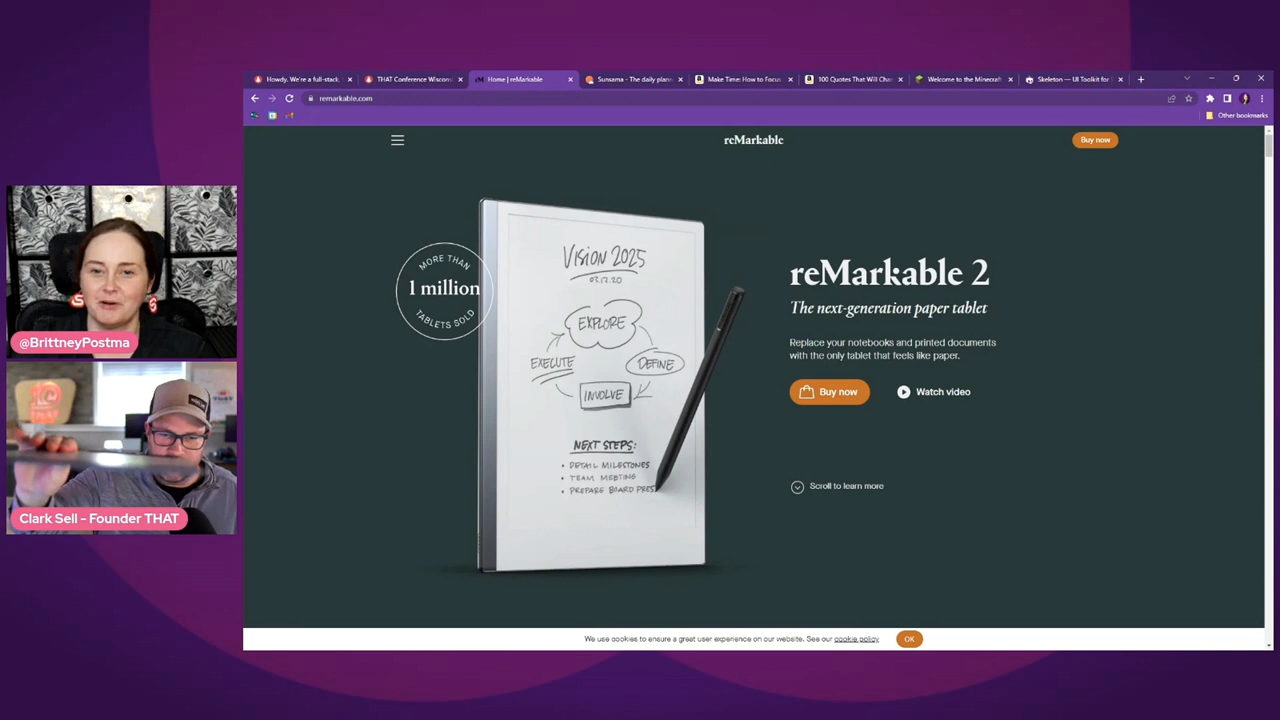 Howdy. We're a full-stack,
THAT Conference Wiscons
Home | reMarkable
Sunsama - The daily plann
Make Time: How to Focus
100 Quotes That Will Chan
Welcome to the Minecraft
Skeleton — UI Toolkit for
remarkable.com
Other bookmarks
reMarkable
Buy now
MORE THAN
1 million
TABLETS SOLD
VISION 2025
EXPLORE
EXECUTE
DEFINE
INVOLVE
NEXT STEPS:
• DETAIL MILESTONES
• TEAM MEETING
• PREPARE BOARD PRES
reMarkable 2
The next-generation paper tablet
Replace your notebooks and printed documents
with the only tablet that feels like paper.
Buy now
Watch video
Scroll to learn more
@BrittneyPostma
Clark Sell - Founder THAT
We use cookies to ensure a great user experience on our website. See our cookie policy
OK